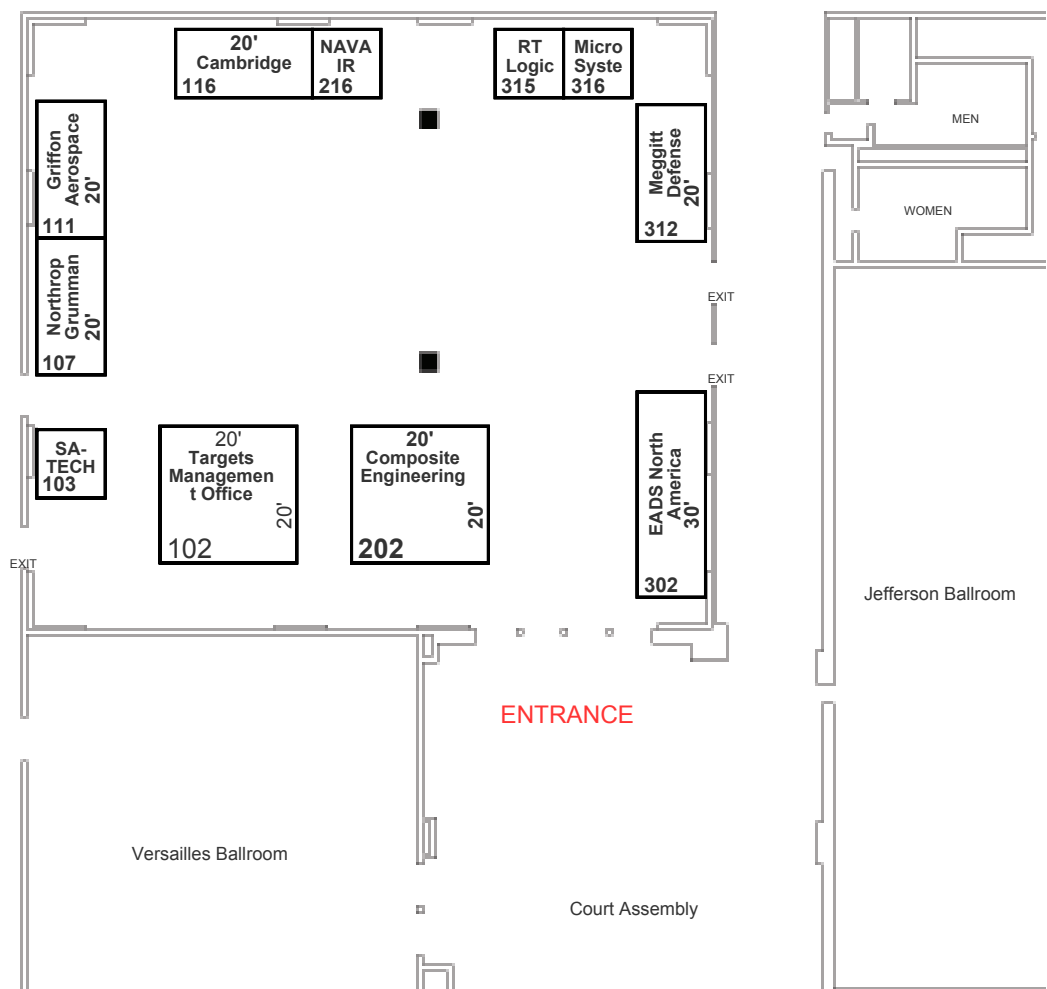 20'
Cambridge
116
NAVA
IR
216
RT
Logic
315
Micro
Syste
316
Griffon
Aerospace
20'
111
Meggitt
Defense
20'
312
MEN
WOMEN
Northrop
Grumman
20'
107
EXIT
EXIT
SA-
TECH
103
20'
Targets
Managemen
t Office
20'
102
20'
Composite
Engineering
20'
202
EADS North
America
30'
302
EXIT
Jefferson Ballroom
ENTRANCE
Versailles Ballroom
Court Assembly